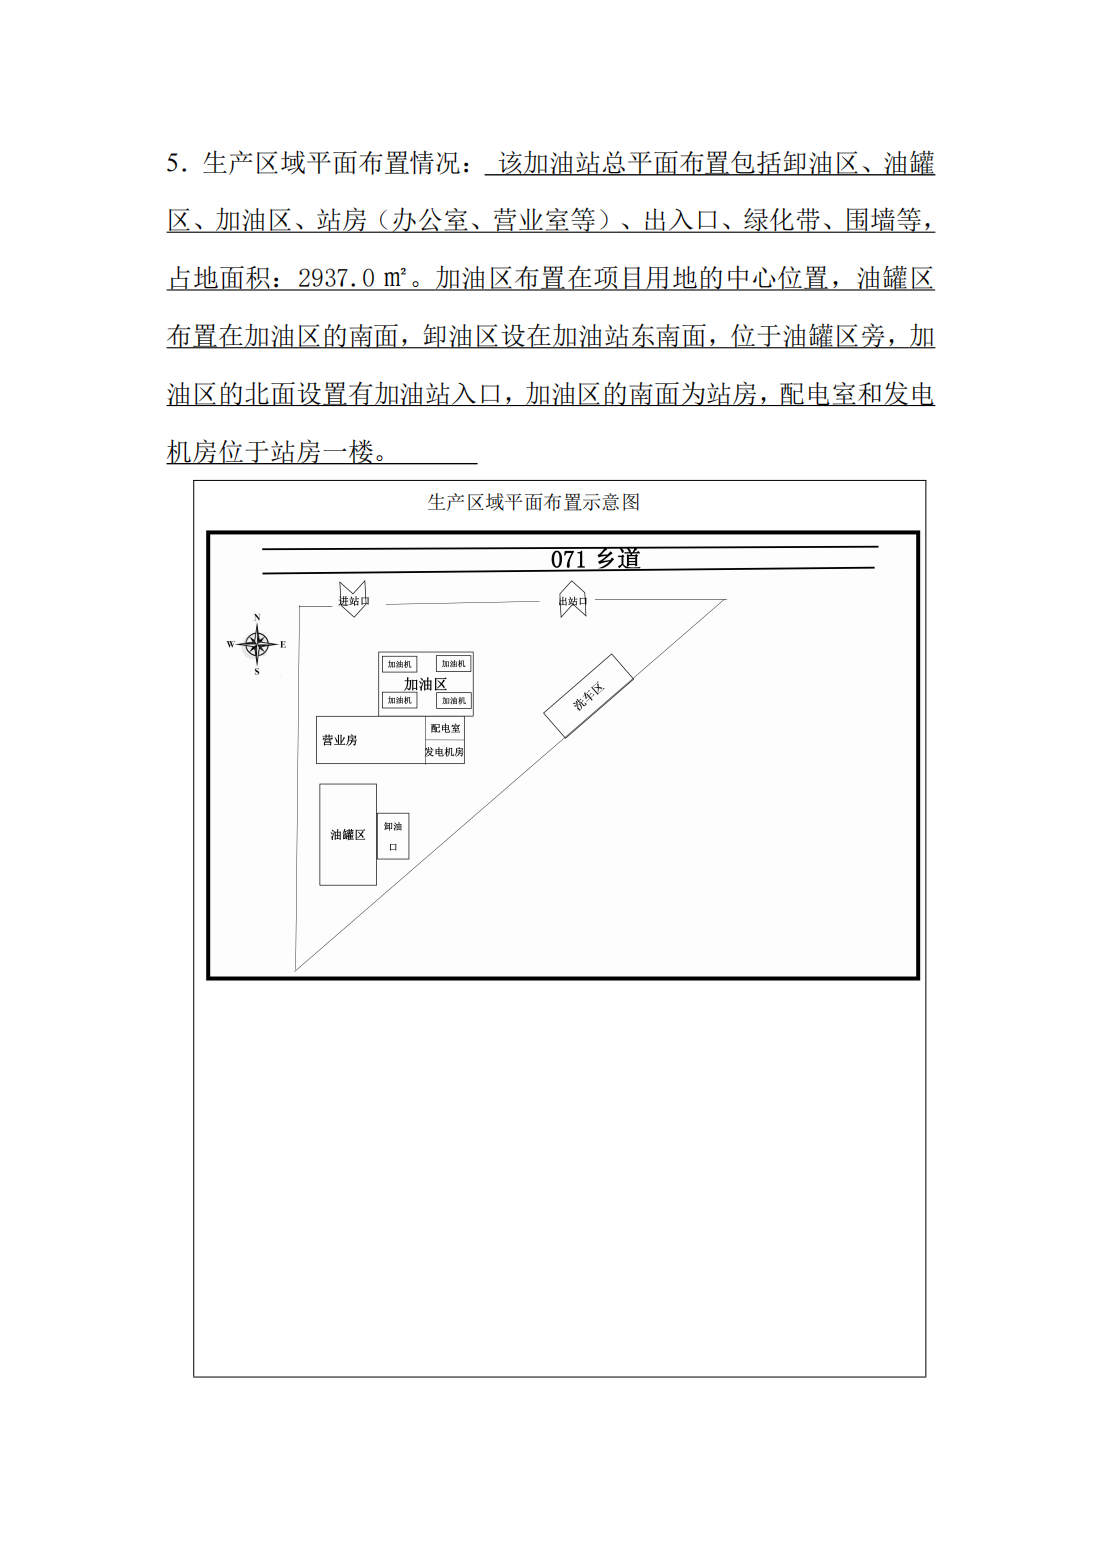 5．生产区域平面布置情况： 该加油站总平面布置包括卸油区、油罐
区、加油区、站房（办公室、营业室等）、出入口、绿化带、围墙等，
占地面积：2937.0 ㎡。加油区布置在项目用地的中心位置，油罐区
布置在加油区的南面，卸油区设在加油站东南面，位于油罐区旁，加
油区的北面设置有加油站入口，加油区的南面为站房，配电室和发电
机房位于站房一楼。
生产区域平面布置示意图
071 乡道
进站口
出站口
N
W
E
S
加油机
加油机
加油区
加油机
加油机
洗车区
营业房
配电室
发电机房
油罐区
卸油
口